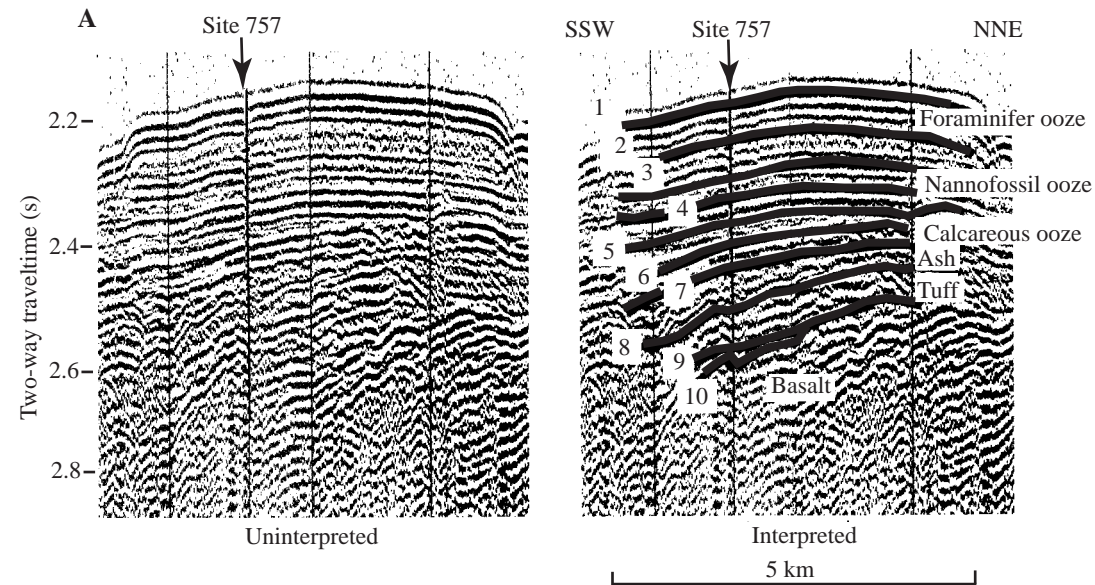 A
Site 757
SSW
Site 757
NNE
Two-way traveltime (s)
2.2
2.4
2.6
2.8
1
2
3
4
5
6
7
8
9
10
Foraminifer ooze
Nannofossil ooze
Calcareous ooze
Ash
Tuff
Basalt
Uninterpreted
Interpreted
5 km